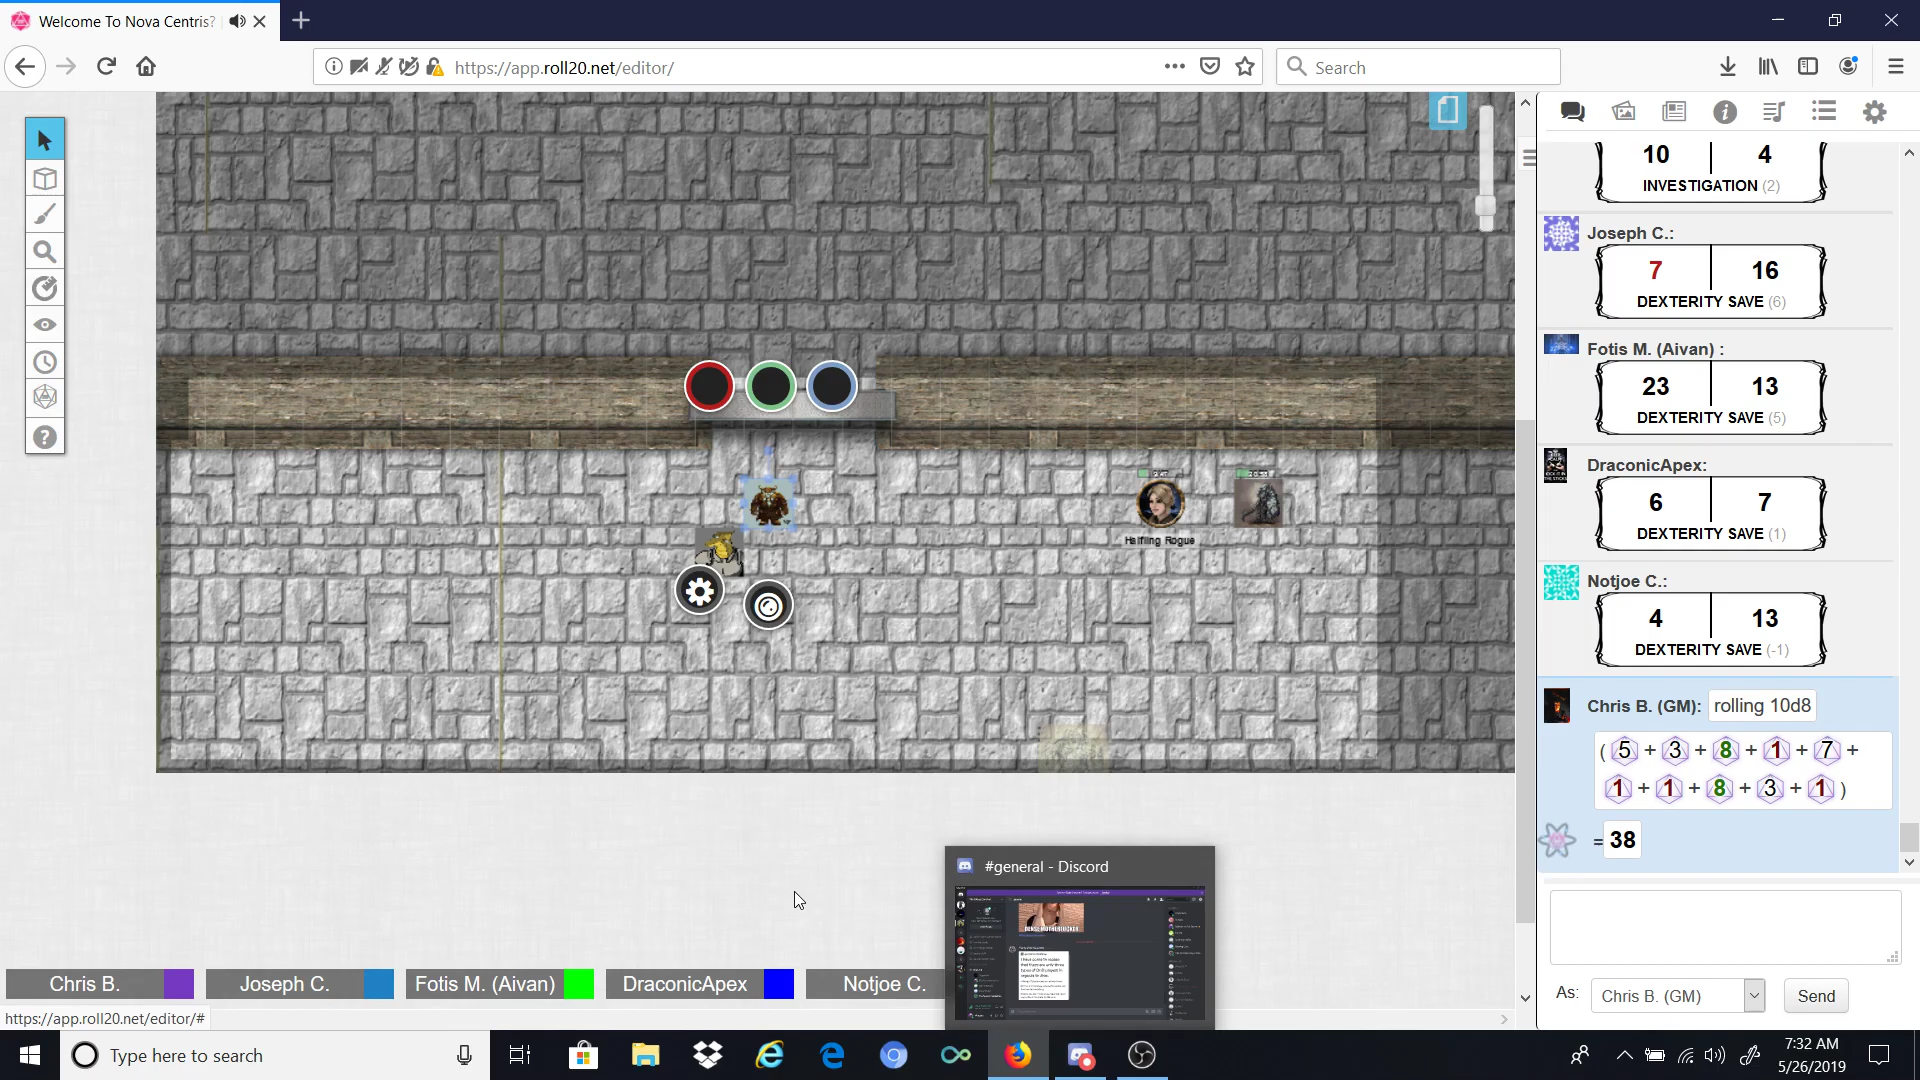 Welcome To Nova Centris?
https://app.roll20.net/editor/
Search
10 4
INVESTIGATION (2)
Joseph C.:
7 16
DEXTERITY SAVE (6)
Fotis M. (Aivan) :
23 13
DEXTERITY SAVE (5)
DraconicApex:
6 7
DEXTERITY SAVE (1)
Notjoe C.:
4 13
DEXTERITY SAVE (-1)
Chris B. (GM): rolling 10d8
( 5 + 3 + 8 + 1 + 7 +
1 + 1 + 8 + 3 + 1 )
= 38
As: Chris B. (GM) Send
Halfling Rogue
#general - Discord
Chris B. Joseph C. Fotis M. (Aivan) DraconicApex Notjoe C.
https://app.roll20.net/editor/#
Type here to search
7:32 AM
5/26/2019